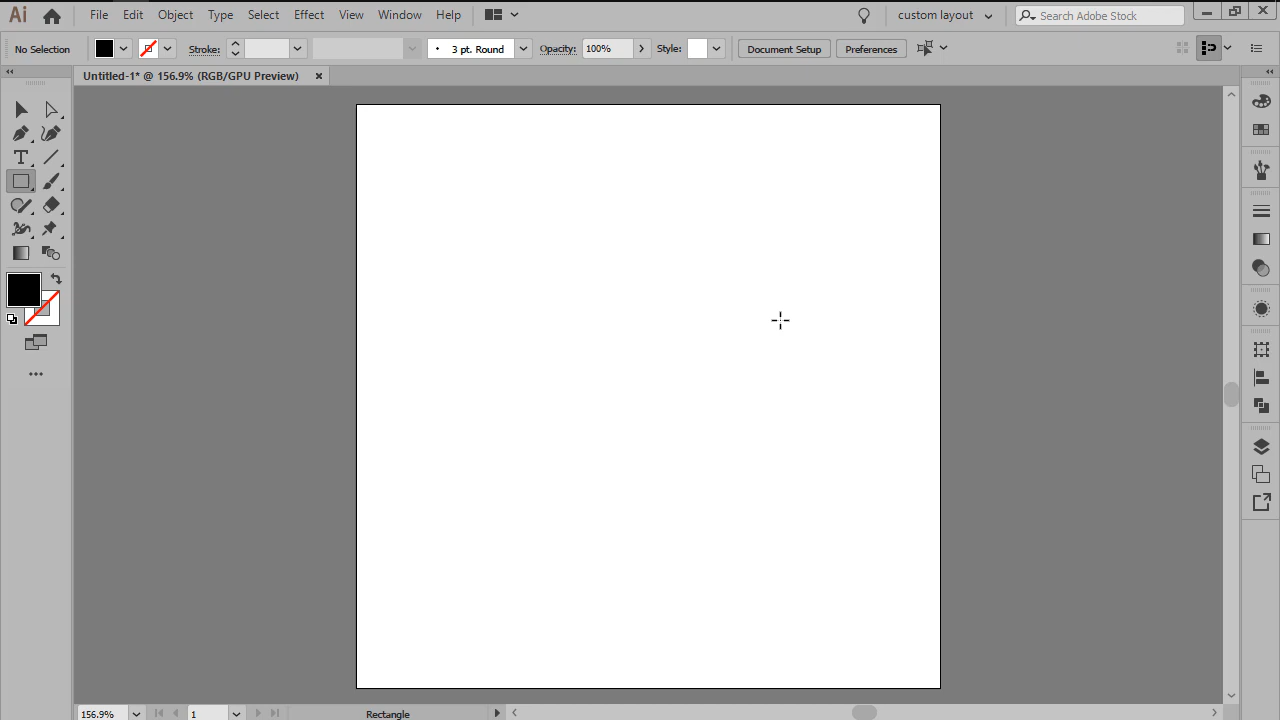 Ai File Edit Object Type Select Effect View Window Help custom layout Search Adobe Stock
No Selection Stroke: 3 pt. Round Opacity: 100% Style: Document Setup Preferences
Untitled-1* @ 156.9% (RGB/GPU Preview)
156.9% 1 Rectangle